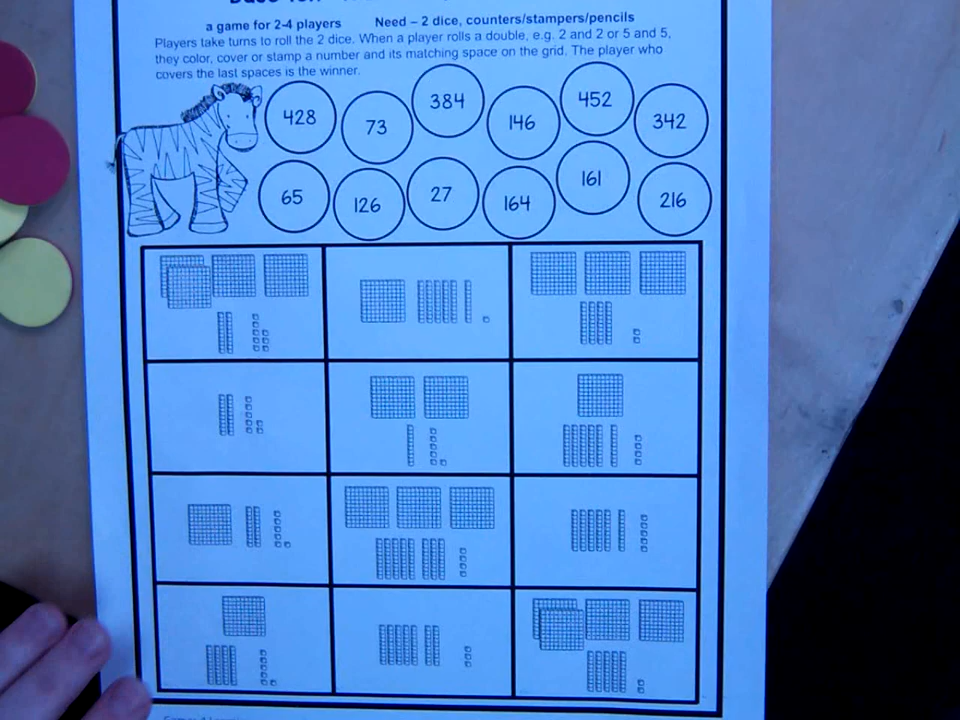 a game for 2-4 players Need – 2 dice, counters/stampers/pencils
Players take turns to roll the 2 dice. When a player rolls a double, e.g. 2 and 2 or 5 and 5,
they color, cover or stamp a number and its matching space on the grid. The player who
covers the last spaces is the winner.
428 73 384 146 452 342
65 126 27 164 161 216